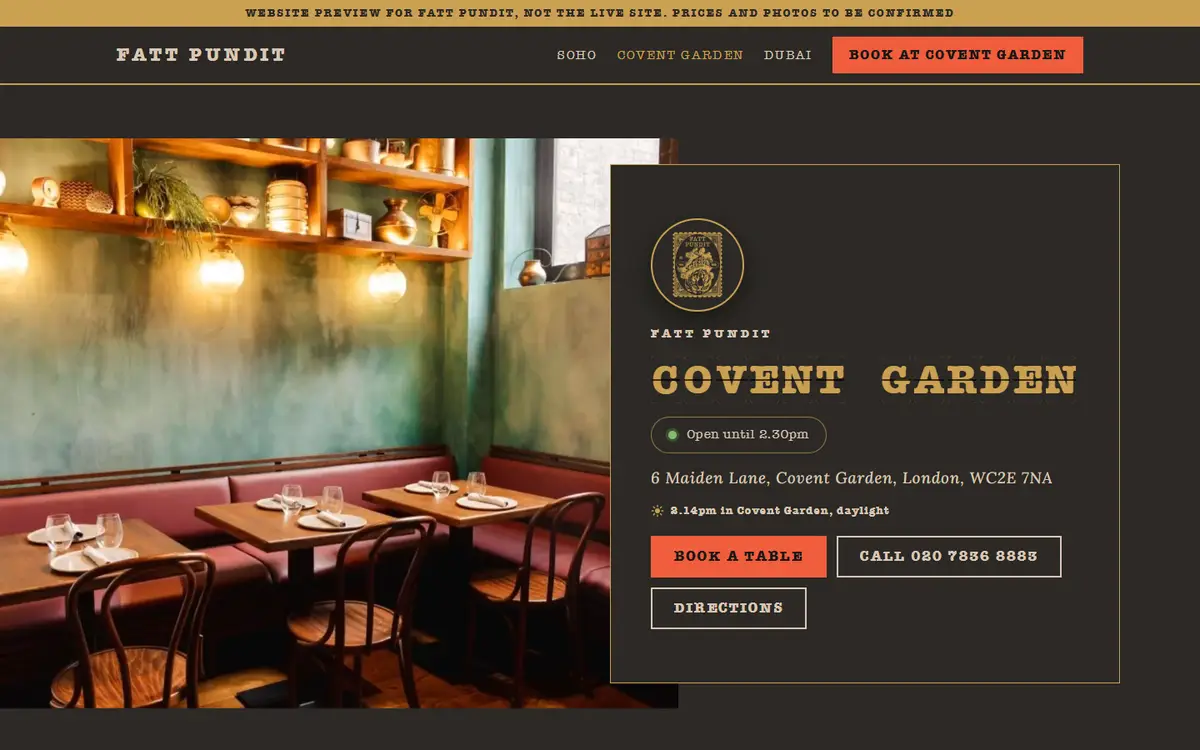 WEBSITE PREVIEW FOR FATT PUNDIT, NOT THE LIVE SITE. PRICES AND PHOTOS TO BE CONFIRMED
FATT PUNDIT
SOHO COVENT GARDEN DUBAI BOOK AT COVENT GARDEN
FATT
PUNDIT
FATT PUNDIT
COVENT GARDEN
Open until 2.30pm
6 Maiden Lane, Covent Garden, London, WC2E 7NA
2.14pm in Covent Garden, daylight
BOOK A TABLE CALL 020 7836 8883
DIRECTIONS